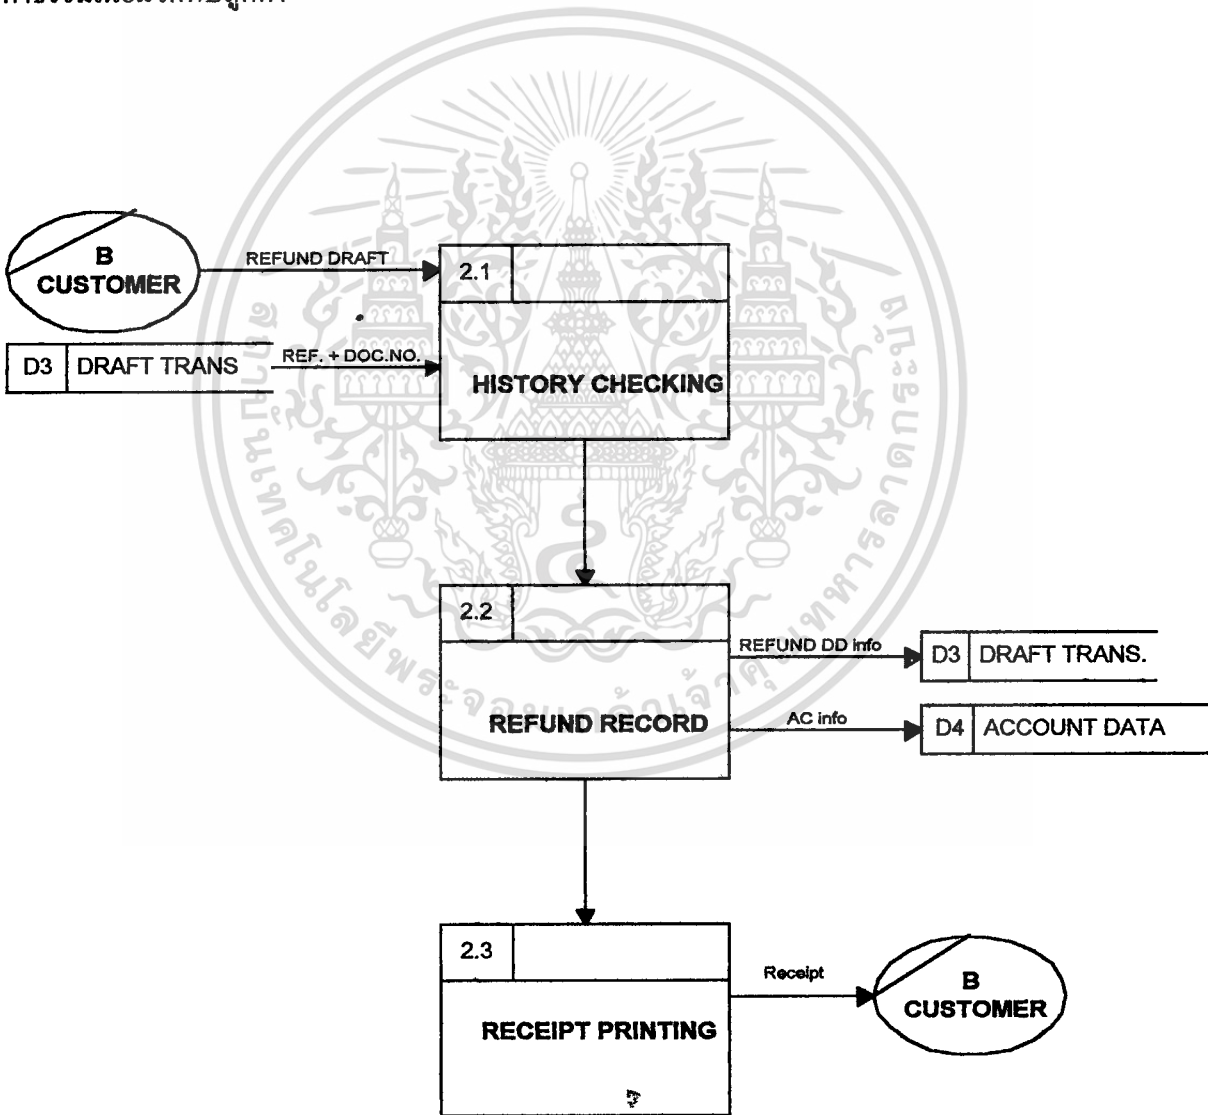 B
CUSTOMER
REFUND DRAFT
2.1
D3 DRAFT TRANS
REF. + DOC.NO.
HISTORY CHECKING
2.2
REFUND DD info
D3 DRAFT TRANS.
REFUND RECORD
AC info
D4 ACCOUNT DATA
2.3
Receipt
B
CUSTOMER
RECEIPT PRINTING